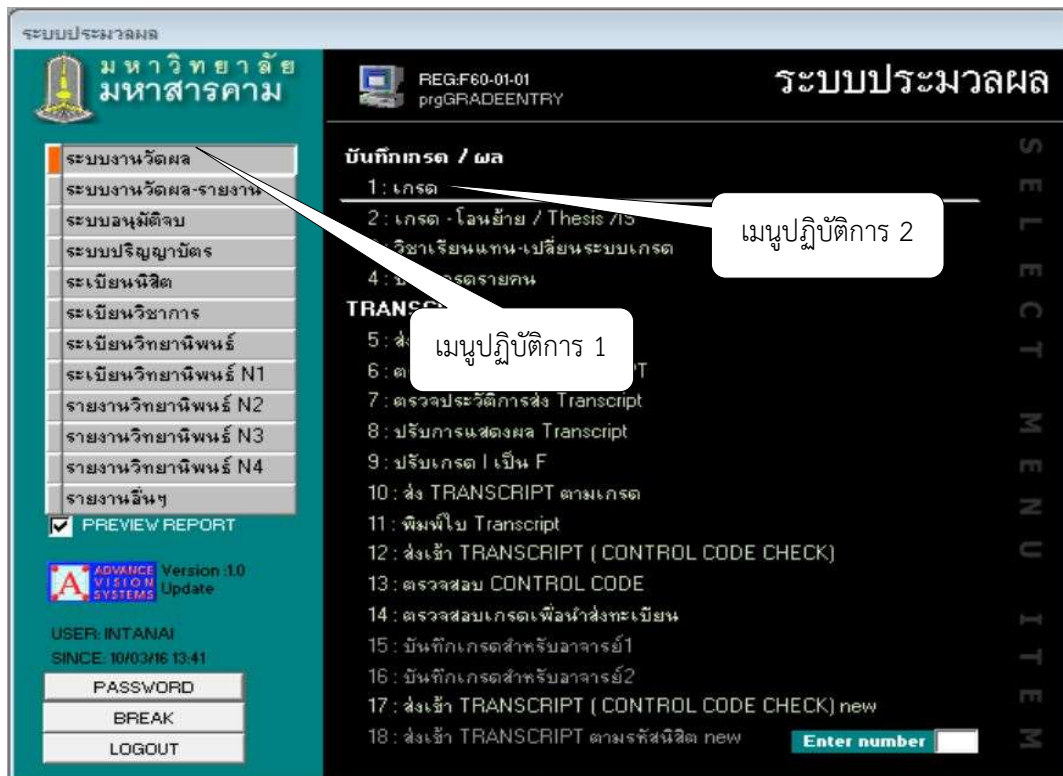 ระบบประมวลผล
มหาวิทยาลัย
มหาสารคาม
REG:F60-01-01
prgGRADEENTRY
ระบบประมวลผล
ระบบงานวัดผล
ระบบงานวัดผล-รายงาน
ระบบอนุมัติจบ
ระบบปริญญาบัตร
ระเบียนนิสิต
ระเบียนวิชาการ
ระเบียนวิทยานิพนธ์
ระเบียนวิทยานิพนธ์ N1
รายงานวิทยานิพนธ์ N2
รายงานวิทยานิพนธ์ N3
รายงานวิทยานิพนธ์ N4
รายงานอื่นๆ
PREVIEW REPORT
ADVANCE VISION SYSTEMS
Version :1.0
Update
USER: INTANAI
SINCE: 10/03/16 13:41
PASSWORD
BREAK
LOGOUT
บันทึกเกรด / ผล
1 : เกรด
2 : เกรด - โอนย้าย / Thesis /IS
วิชาเรียนแทน-เปลี่ยนระบบเกรด
4 :
เมนูปฏิบัติการ 2
เมนูปฏิบัติการ 1
5 :
6 :
7 : ตรวจประวัติการส่ง Transcript
8 : ปรับการแสดงผล Transcript
9 : ปรับเกรด I เป็น F
10 : ส่ง TRANSCRIPT ตามเกรด
11 : พิมพ์ใบ Transcript
12 : ส่งเข้า TRANSCRIPT ( CONTROL CODE CHECK)
13 : ตรวจสอบ CONTROL CODE
14 : ตรวจสอบเกรดเพื่อนำส่งทะเบียน
15 : บันทึกเกรดสำหรับอาจารย์1
16 : บันทึกเกรดสำหรับอาจารย์2
17 : ส่งเข้า TRANSCRIPT ( CONTROL CODE CHECK) new
18 : ส่งเข้า TRANSCRIPT ตามรหัสนิสิต new
Enter number
SELECT MENU ITEM